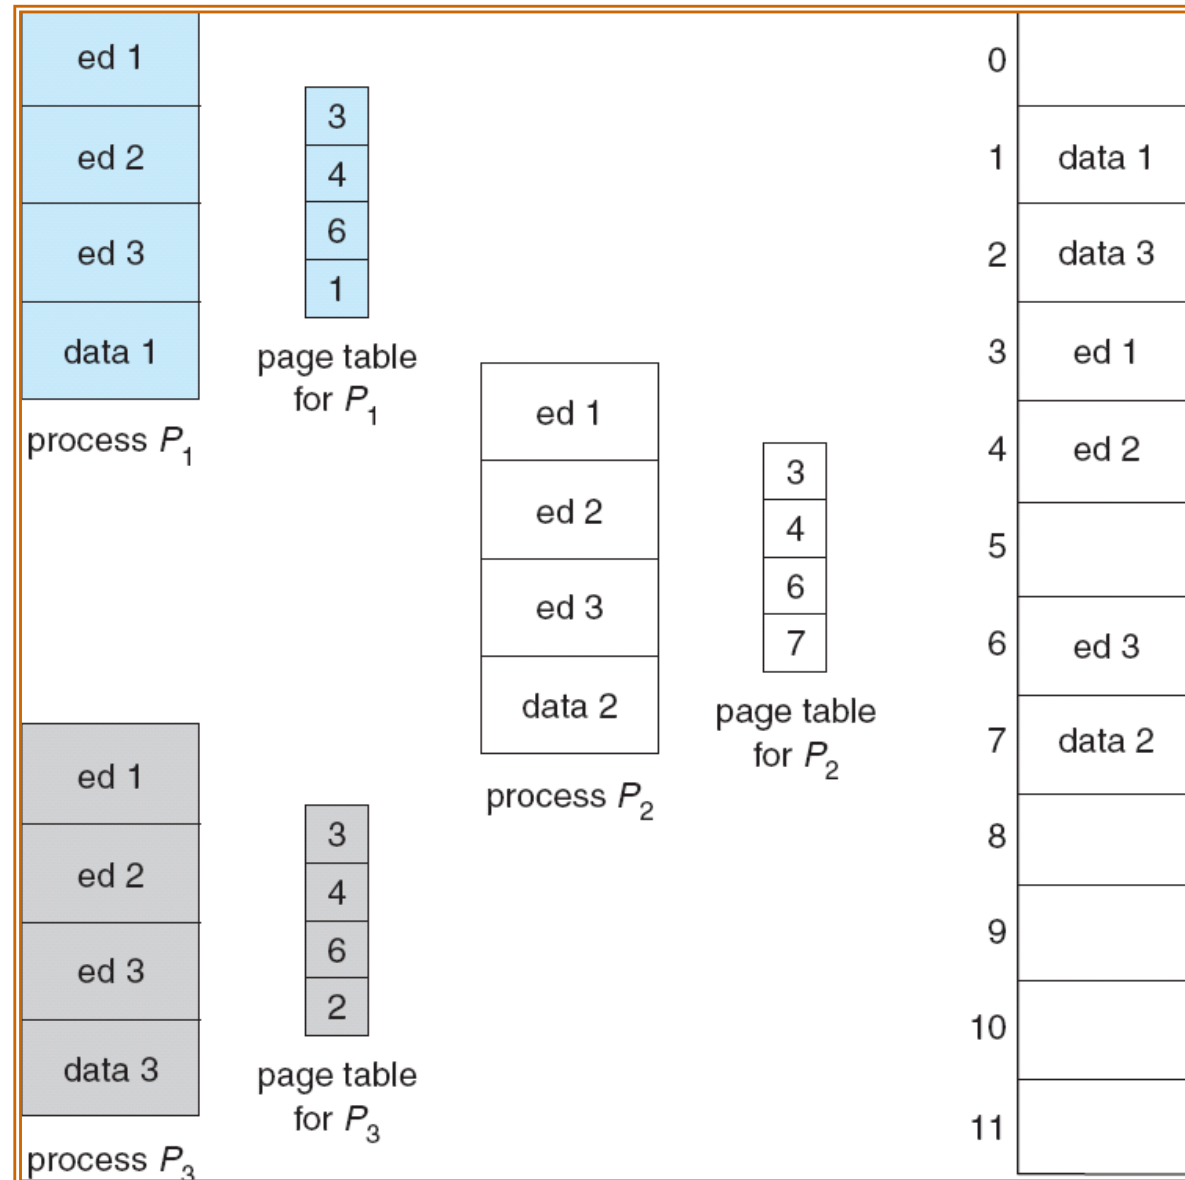 ed 1
ed 2
ed 3
data 1
process P1
3
4
6
1
page table
for P1
ed 1
ed 2
ed 3
data 2
process P2
3
4
6
7
page table
for P2
ed 1
ed 2
ed 3
data 3
process P3
3
4
6
2
page table
for P3
0
1 data 1
2 data 3
3 ed 1
4 ed 2
5
6 ed 3
7 data 2
8
9
10
11